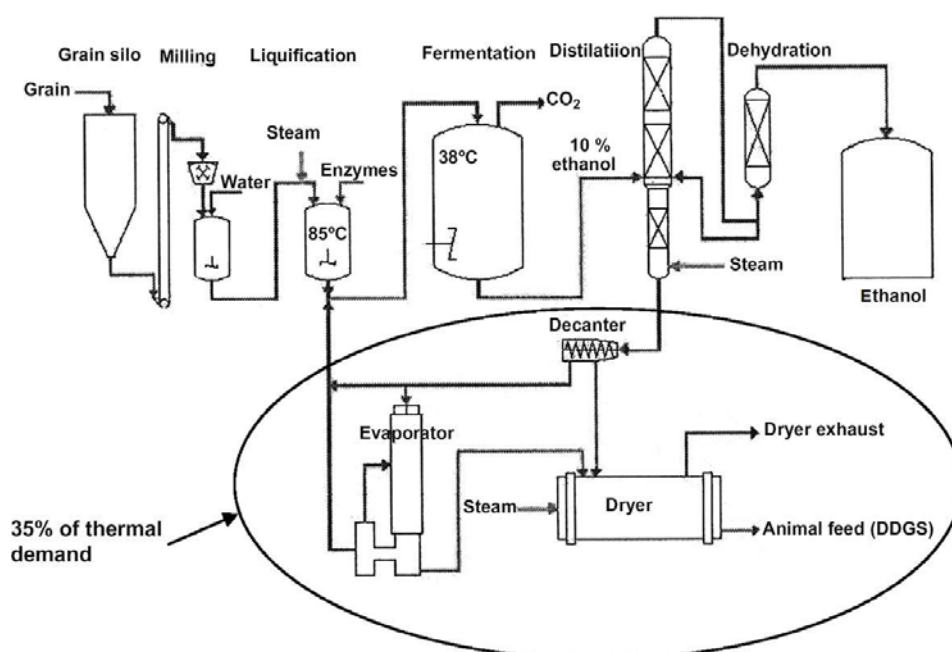 Grain silo
Milling
Liquification
Fermentation
Distilatiion
Dehydration
Grain
CO2
Steam
38ºC
10 %
ethanol
Water
Enzymes
85ºC
Steam
Ethanol
Decanter
Evaporator
Dryer exhaust
Steam
Dryer
35% of thermal
demand
Animal feed (DDGS)